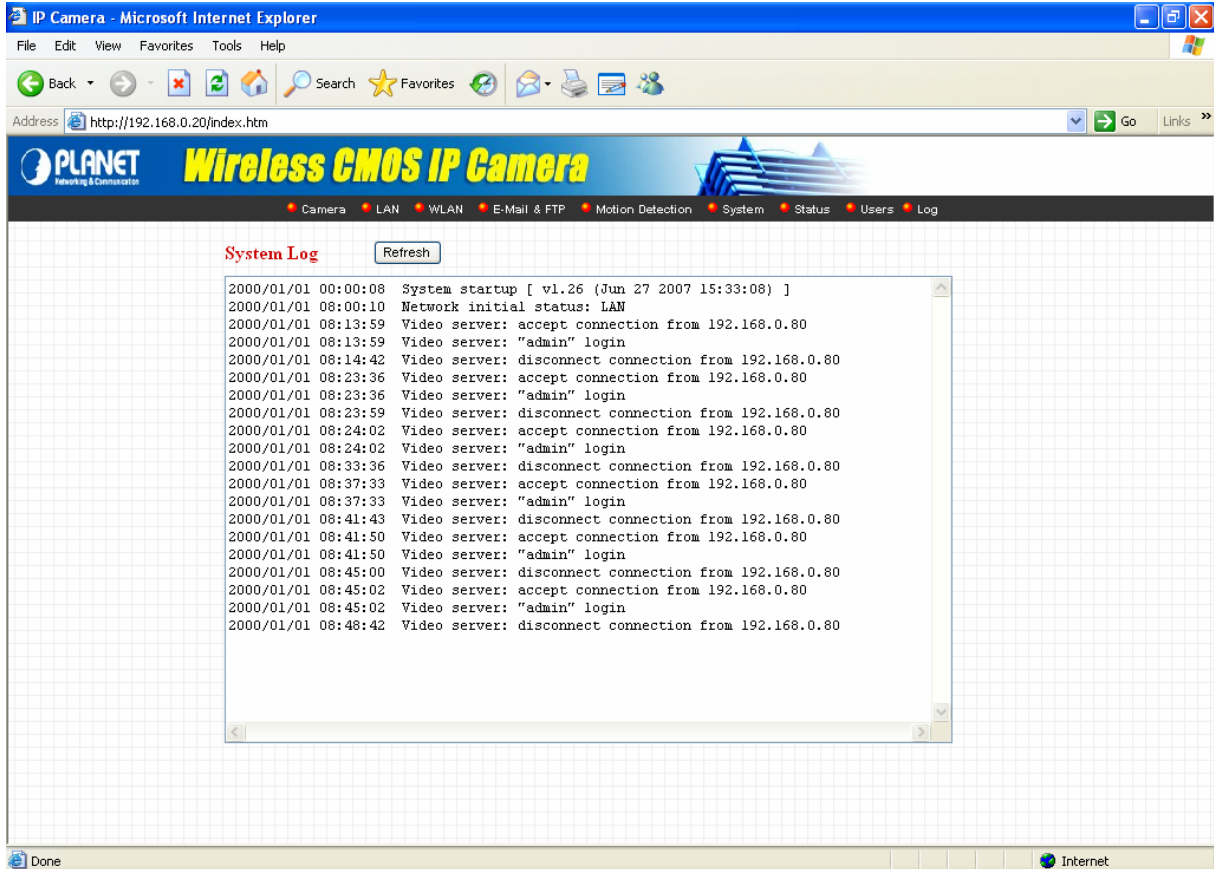 IP Camera - Microsoft Internet Explorer
File Edit View Favorites Tools Help
Back Search Favorites
Address http://192.168.0.20/index.htm Go Links »
PLANET
Networking & Communication
Wireless CMOS IP Camera
Camera LAN WLAN E-Mail & FTP Motion Detection System Status Users Log
System Log Refresh
2000/01/01 00:00:08 System startup [ v1.26 (Jun 27 2007 15:33:08) ]
2000/01/01 08:00:10 Network initial status: LAN
2000/01/01 08:13:59 Video server: accept connection from 192.168.0.80
2000/01/01 08:13:59 Video server: "admin" login
2000/01/01 08:14:42 Video server: disconnect connection from 192.168.0.80
2000/01/01 08:23:36 Video server: accept connection from 192.168.0.80
2000/01/01 08:23:36 Video server: "admin" login
2000/01/01 08:23:59 Video server: disconnect connection from 192.168.0.80
2000/01/01 08:24:02 Video server: accept connection from 192.168.0.80
2000/01/01 08:24:02 Video server: "admin" login
2000/01/01 08:33:36 Video server: disconnect connection from 192.168.0.80
2000/01/01 08:37:33 Video server: accept connection from 192.168.0.80
2000/01/01 08:37:33 Video server: "admin" login
2000/01/01 08:41:43 Video server: disconnect connection from 192.168.0.80
2000/01/01 08:41:50 Video server: accept connection from 192.168.0.80
2000/01/01 08:41:50 Video server: "admin" login
2000/01/01 08:45:00 Video server: disconnect connection from 192.168.0.80
2000/01/01 08:45:02 Video server: accept connection from 192.168.0.80
2000/01/01 08:45:02 Video server: "admin" login
2000/01/01 08:48:42 Video server: disconnect connection from 192.168.0.80
Done Internet